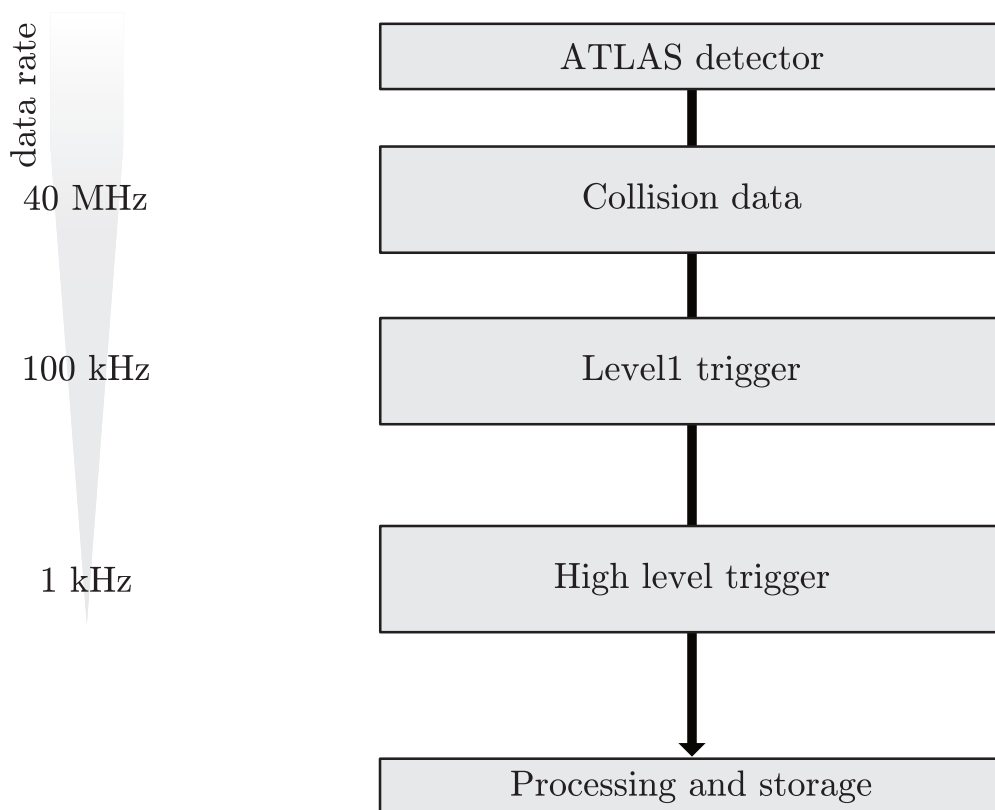 data rate
ATLAS detector
40 MHz
Collision data
100 kHz
Level1 trigger
1 kHz
High level trigger
Processing and storage